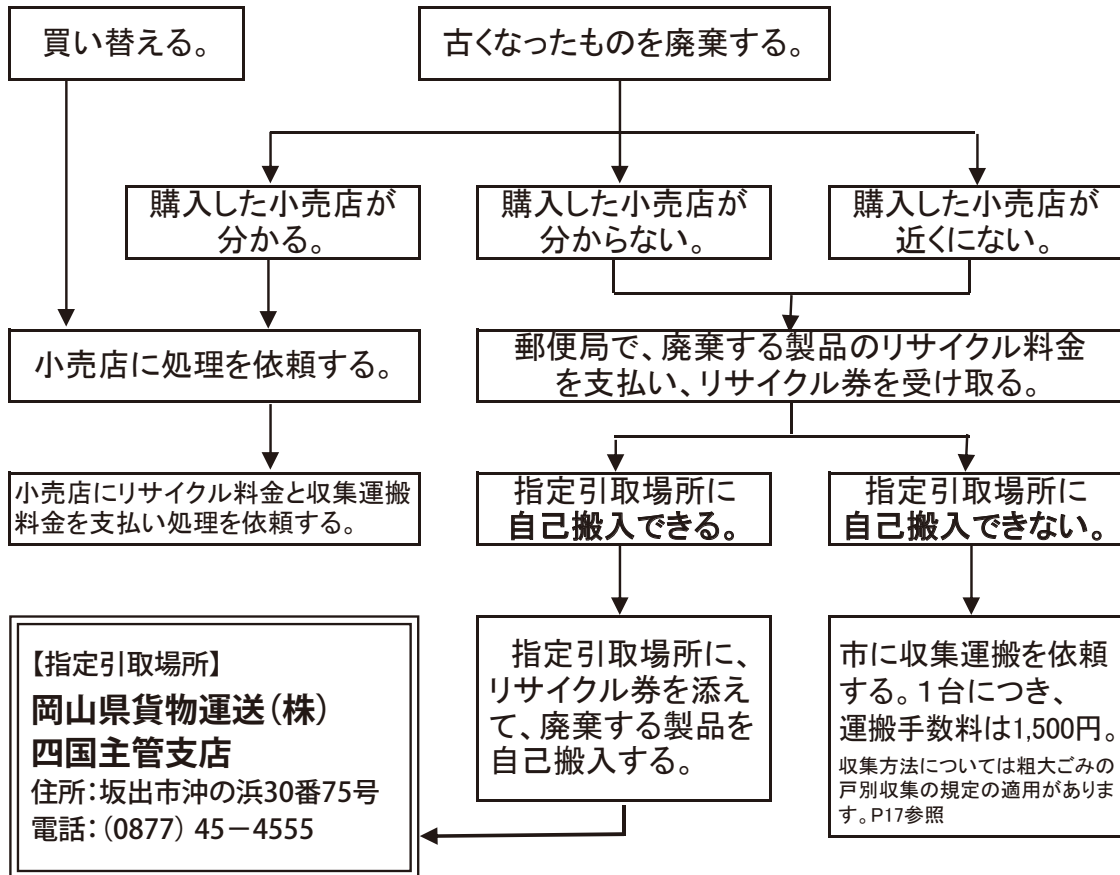 買い替える。
古くなったものを廃棄する。
購入した小売店が
分かる。
購入した小売店が
分からない。
購入した小売店が
近くにない。
小売店に処理を依頼する。
郵便局で、廃棄する製品のリサイクル料金
を支払い、リサイクル券を受け取る。
小売店にリサイクル料金と収集運搬
料金を支払い処理を依頼する。
指定引取場所に
自己搬入できる。
指定引取場所に
自己搬入できない。
【指定引取場所】
岡山県貨物運送(株)
四国主管支店
住所:坂出市沖の浜30番75号
電話:(0877) 45-4555
指定引取場所に、
リサイクル券を添え
て、廃棄する製品を
自己搬入する。
市に収集運搬を依頼
する。1台につき、
運搬手数料は1,500円。
収集方法については粗大ごみの
戸別収集の規定の適用がありま
す。P17参照